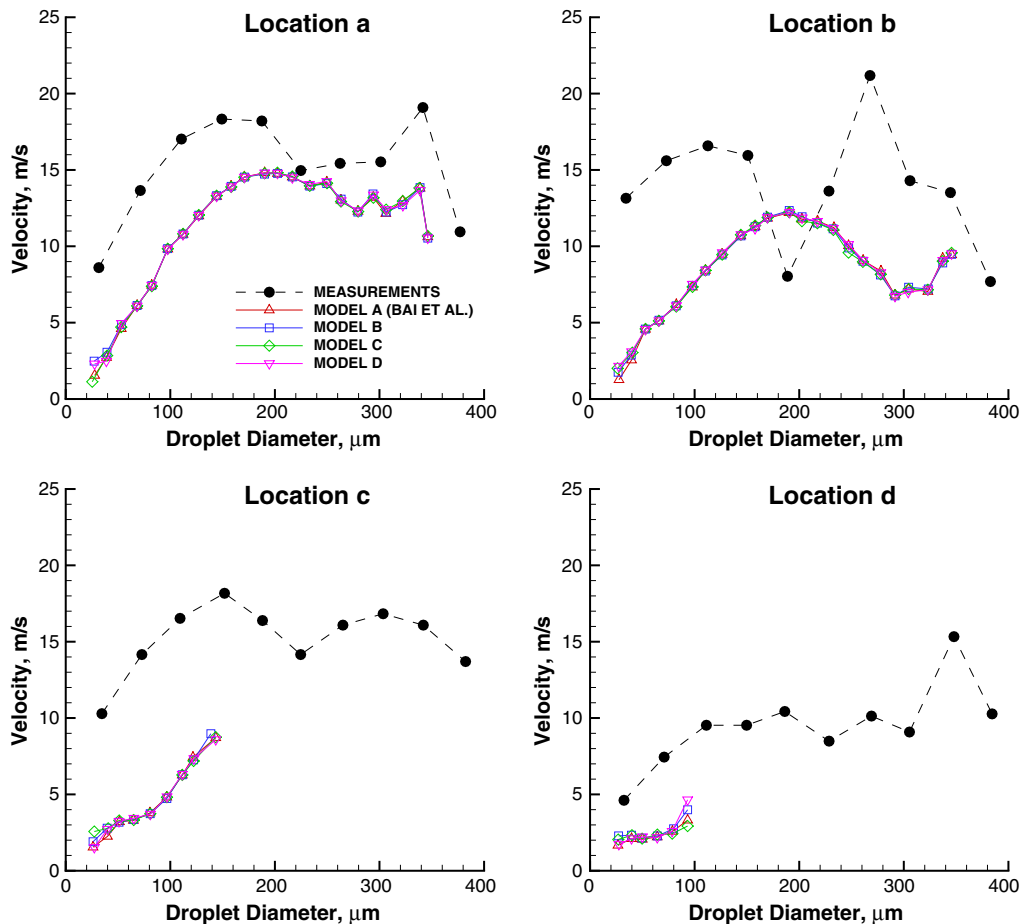 Location a
25
20
15
10
5
0
Velocity, m/s
MEASUREMENTS
MODEL A (BAI ET AL.)
MODEL B
MODEL C
MODEL D
0 100 200 300 400
Droplet Diameter, μm
Location b
25
20
15
10
5
0
Velocity, m/s
0 100 200 300 400
Droplet Diameter, μm
Location c
25
20
15
10
5
0
Velocity, m/s
0 100 200 300 400
Droplet Diameter, μm
Location d
25
20
15
10
5
0
Velocity, m/s
0 100 200 300 400
Droplet Diameter, μm